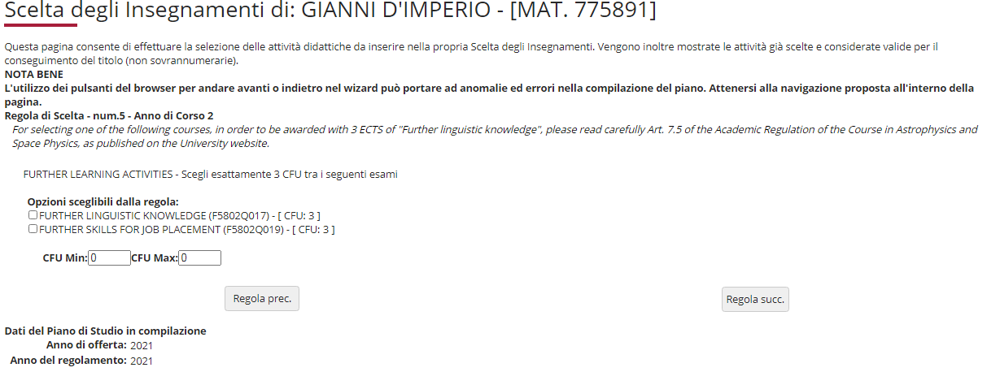 Scelta degli Insegnamenti di: GIANNI D'IMPERIO - [MAT. 775891]
Questa pagina consente di effettuare la selezione delle attività didattiche da inserire nella propria Scelta degli Insegnamenti. Vengono inoltre mostrate le attività già scelte e considerate valide per il
conseguimento del titolo (non sovrannumerarie).
NOTA BENE
L'utilizzo dei pulsanti del browser per andare avanti o indietro nel wizard può portare ad anomalie ed errori nella compilazione del piano. Attenersi alla navigazione proposta all'interno della
pagina.
Regola di Scelta - num.5 - Anno di Corso 2
For selecting one of the following courses, in order to be awarded with 3 ECTS of "Further linguistic knowledge", please read carefully Art. 7.5 of the Academic Regulation of the Course in Astrophysics and
Space Physics, as published on the University website.
FURTHER LEARNING ACTIVITIES - Scegli esattamente 3 CFU tra i seguenti esami
Opzioni sceglibili dalla regola:
FURTHER LINGUISTIC KNOWLEDGE (F5802Q017) - [ CFU: 3 ]
FURTHER SKILLS FOR JOB PLACEMENT (F5802Q019) - [ CFU: 3 ]
CFU Min: 0 CFU Max: 0
Regola prec. Regola succ.
Dati del Piano di Studio in compilazione
Anno di offerta: 2021
Anno del regolamento: 2021